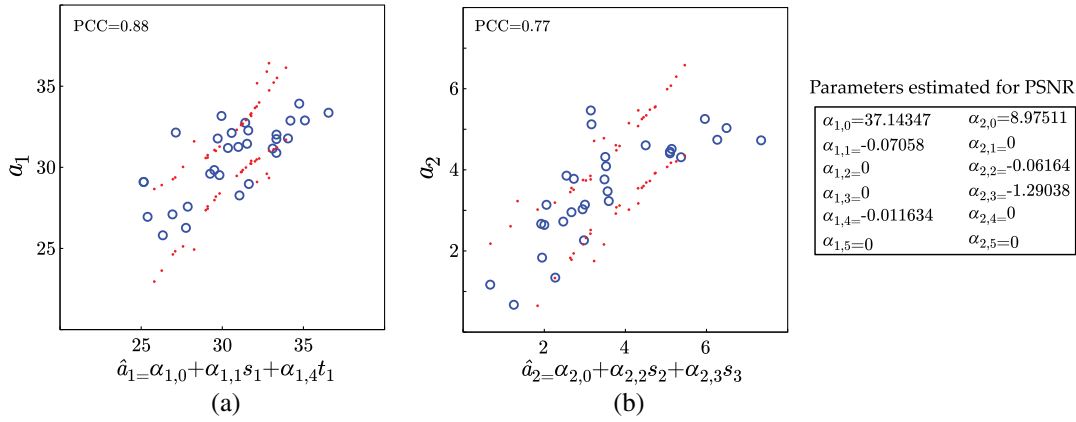 PCC=0.88
35
30
25
a₁
25 30 35
â₁₌α₁,₀+α₁,₁s₁+α₁,₄t₁
(a)
PCC=0.77
6
4
2
a₂
2 4 6
â₂₌α₂,₀+α₂,₂s₂+α₂,₃s₃
(b)
Parameters estimated for PSNR
α₁,₀=37.14347 α₂,₀=8.97511
α₁,₁₌-0.07058 α₂,₁₌0
α₁,₂₌0 α₂,₂₌-0.06164
α₁,₃₌0 α₂,₃₌-1.29038
α₁,₄₌-0.011634 α₂,₄₌0
α₁,₅₌0 α₂,₅₌0